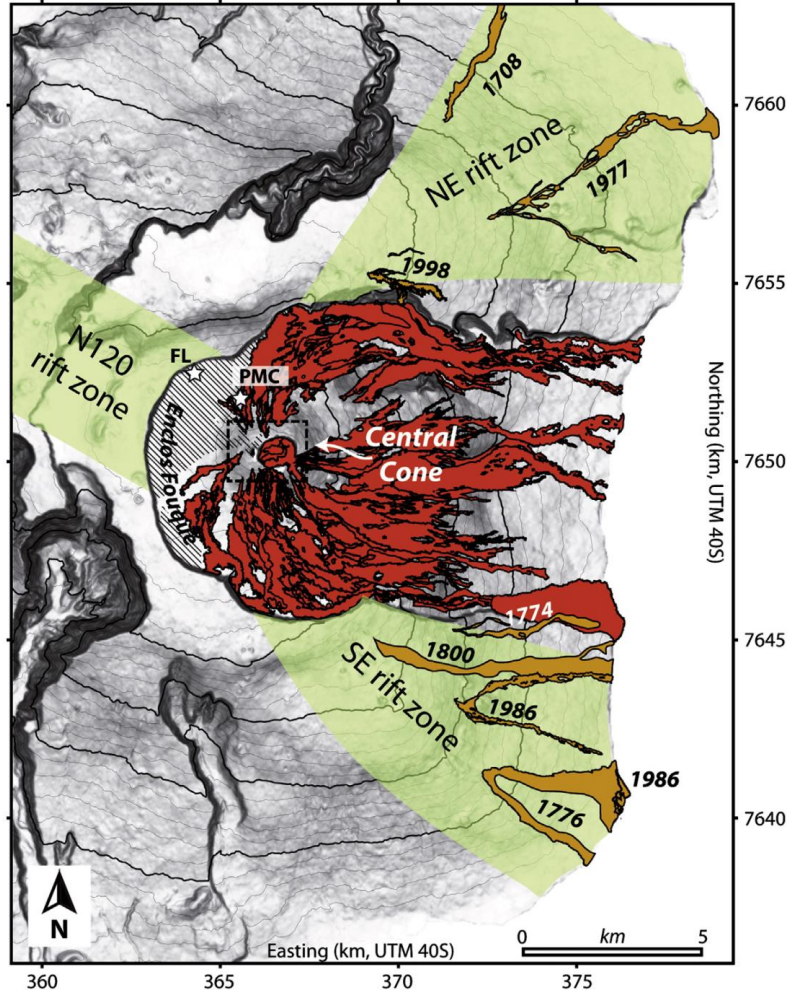 1708
7660
NE rift zone
1977
1998
7655
N120
rift zone
FL
PMC
Enclos Fouqué
Central
Cone
7650
Northing (km, UTM 40S)
1774
7645
1800
SE rift zone
1986
1986
1776
7640
N
Easting (km, UTM 40S)
0 km 5
360 365 370 375